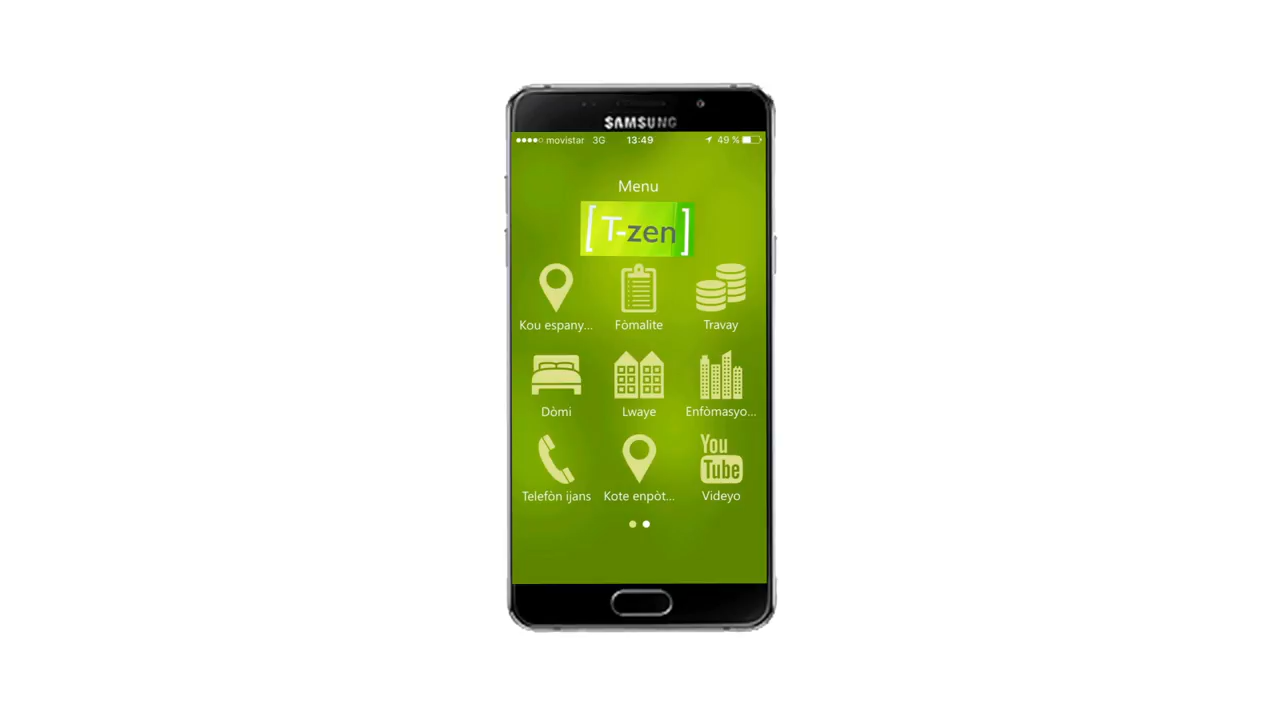 SAMSUNG
movistar 3G 13:49 49 %
Menu
[T-zen]
Kou espany... Fòmalite Travay
Dòmi Lwaye Enfòmasyo...
You
Tube
Telefòn ijans Kote enpòt... Videyo